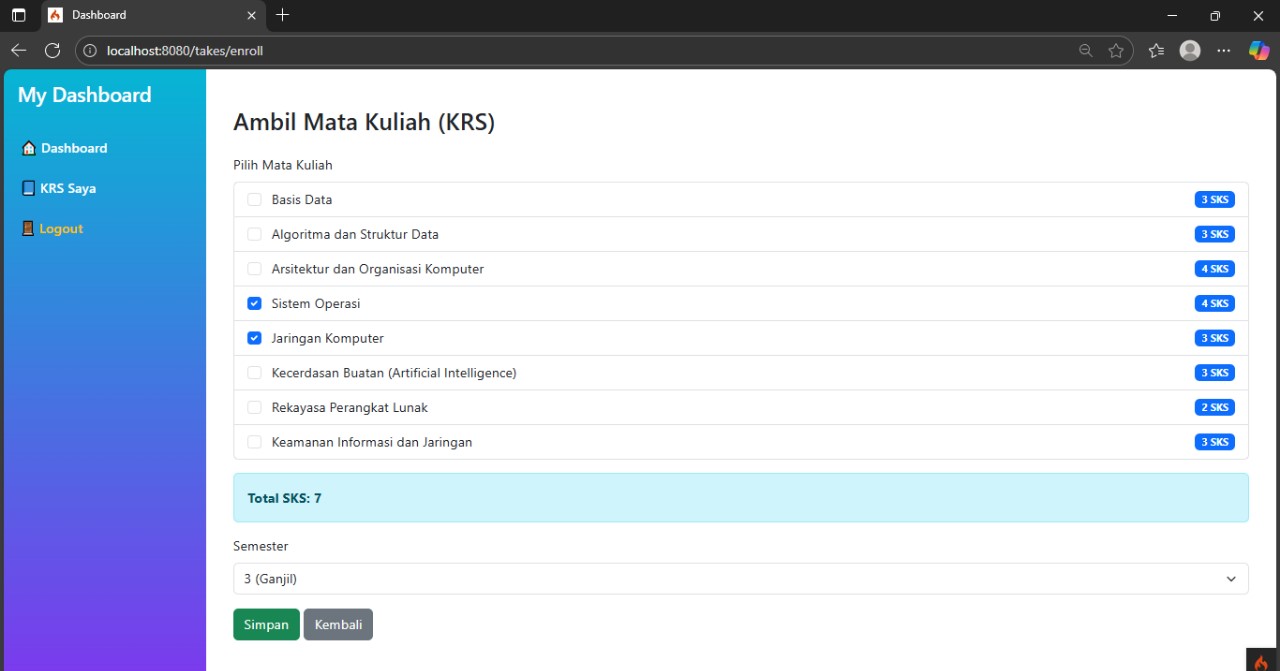 Dashboard
localhost:8080/takes/enroll
My Dashboard
Dashboard
KRS Saya
Logout
Ambil Mata Kuliah (KRS)
Pilih Mata Kuliah
Basis Data 3 SKS
Algoritma dan Struktur Data 3 SKS
Arsitektur dan Organisasi Komputer 4 SKS
Sistem Operasi 4 SKS
Jaringan Komputer 3 SKS
Kecerdasan Buatan (Artificial Intelligence) 3 SKS
Rekayasa Perangkat Lunak 2 SKS
Keamanan Informasi dan Jaringan 3 SKS
Total SKS: 7
Semester
3 (Ganjil)
Simpan Kembali